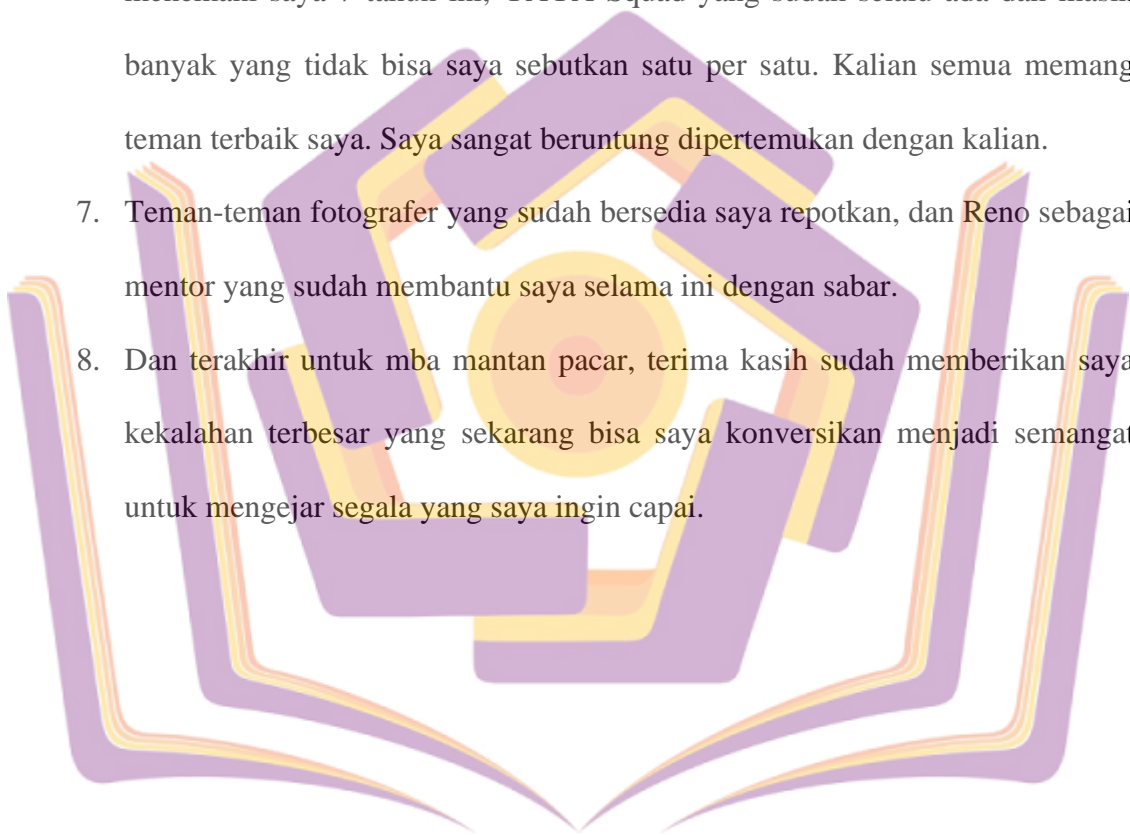 banyak yang tidak bisa saya sebutkan satu per satu. Kalian semua memang
teman terbaik saya. Saya sangat beruntung dipertemukan dengan kalian.
7. Teman-teman fotografer yang sudah bersedia saya repotkan, dan Reno sebagai
mentor yang sudah membantu saya selama ini dengan sabar.
8. Dan terakhir untuk mba mantan pacar, terima kasih sudah memberikan saya
kekalahan terbesar yang sekarang bisa saya konversikan menjadi semangat
untuk mengejar segala yang saya ingin capai.